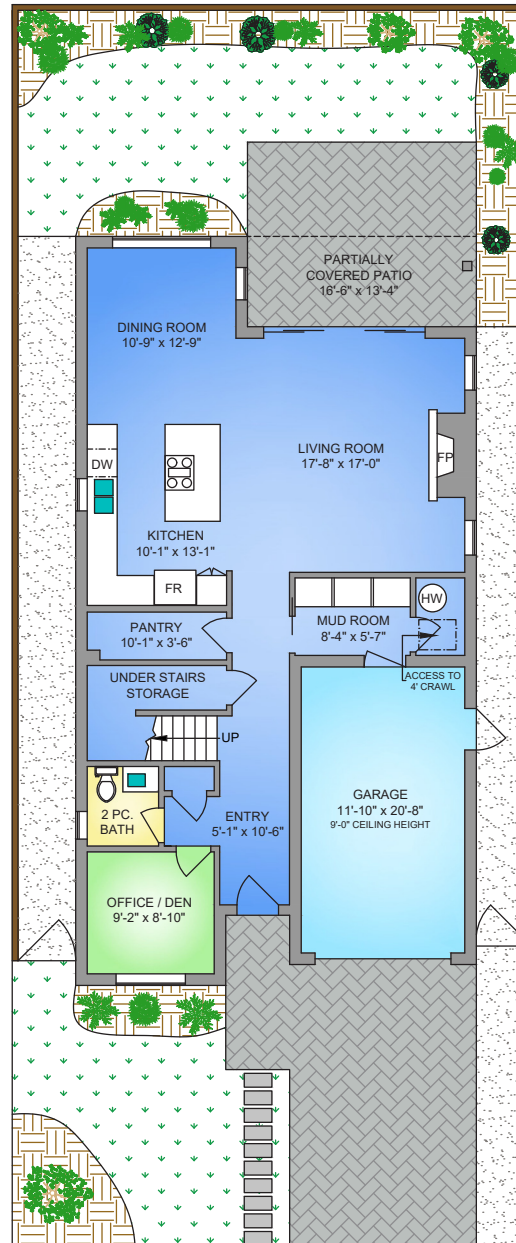 PARTIALLY
COVERED PATIO
16'-6" x 13'-4"
DINING ROOM
10'-9" x 12'-9"
LIVING ROOM
17'-8" x 17'-0"
FP
DW
KITCHEN
10'-1" x 13'-1"
FR
HW
PANTRY
10'-1" x 3'-6"
MUD ROOM
8'-4" x 5'-7"
ACCESS TO
4' CRAWL
UNDER STAIRS
STORAGE
UP
GARAGE
11'-10" x 20'-8"
9'-0" CEILING HEIGHT
2 PC.
BATH
ENTRY
5'-1" x 10'-6"
OFFICE / DEN
9'-2" x 8'-10"